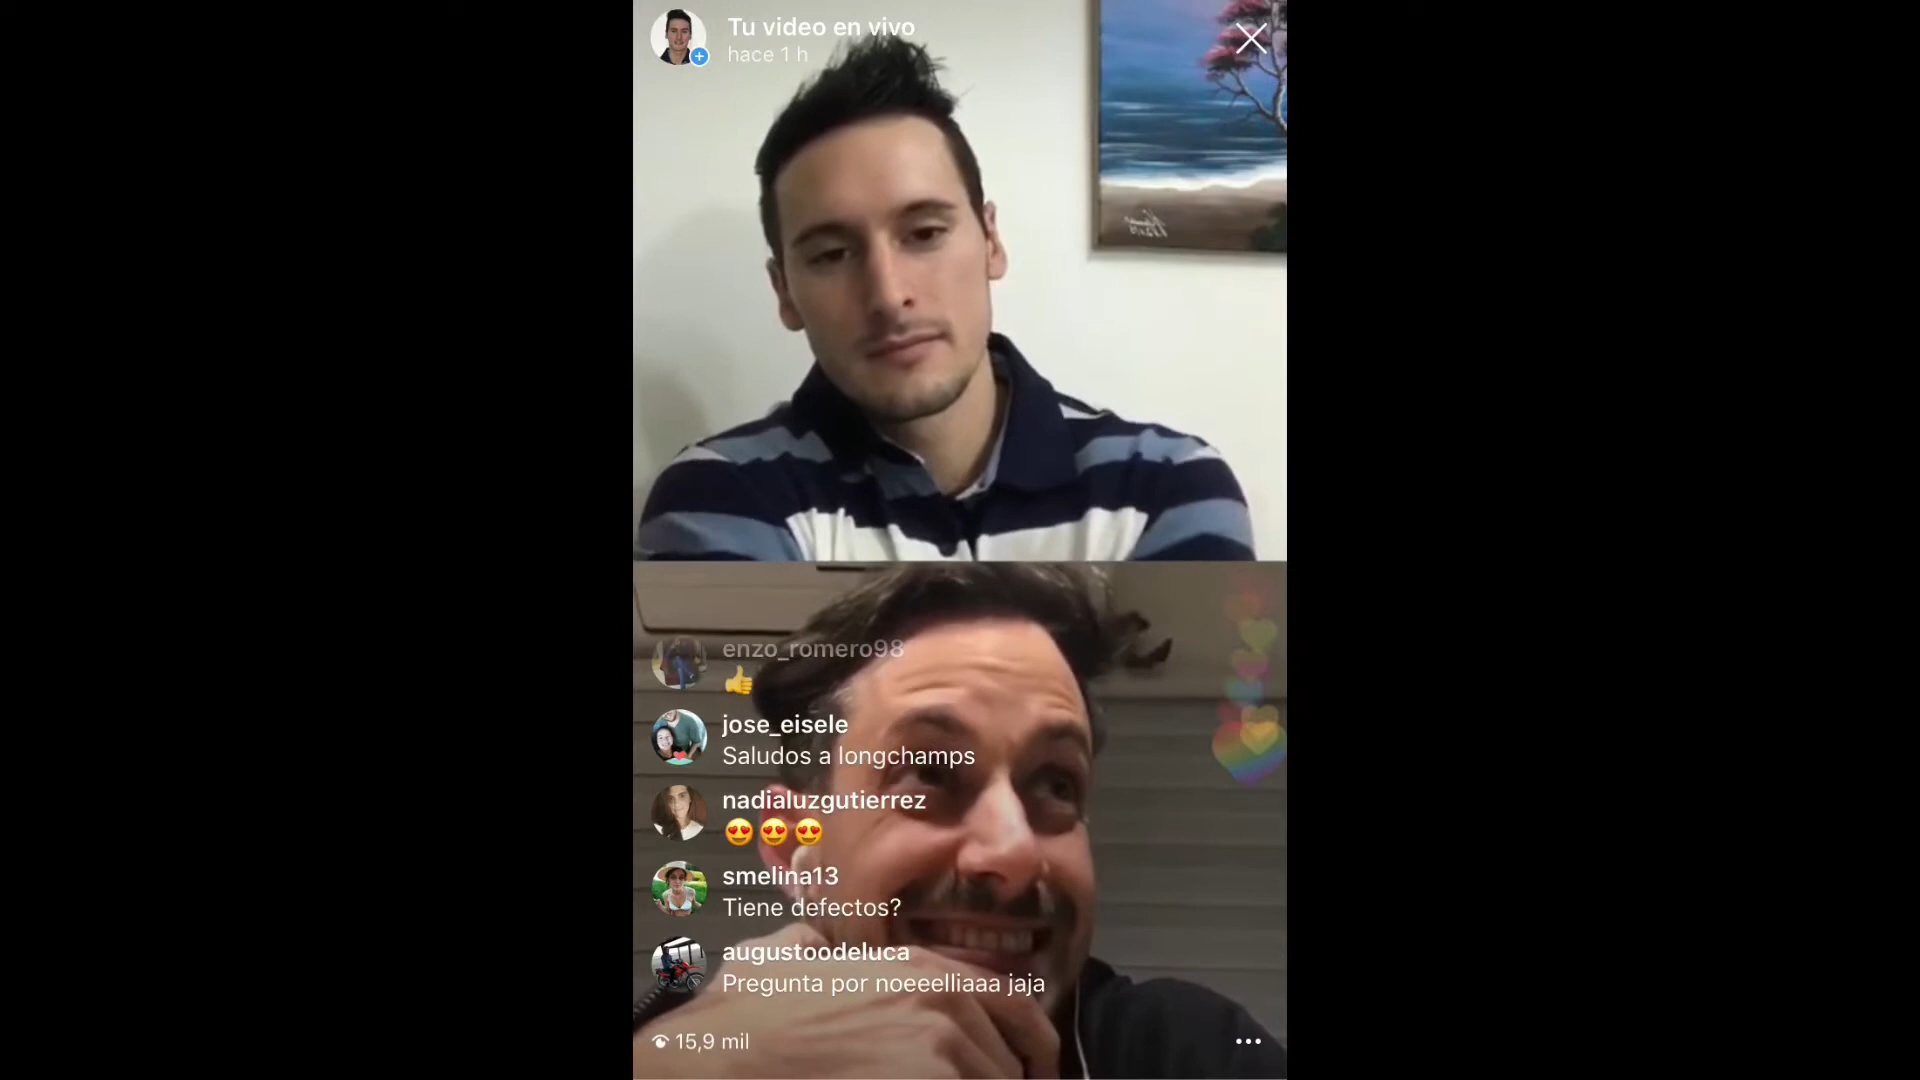 Tu video en vivo
hace 1 h
enzo_romero98
👍
jose_eisele
Saludos a longchamps
nadialuzgutierrez
😍😍😍
smelina13
Tiene defectos?
augustoodeluca
Pregunta por noeeelliaaa jaja
15,9 mil